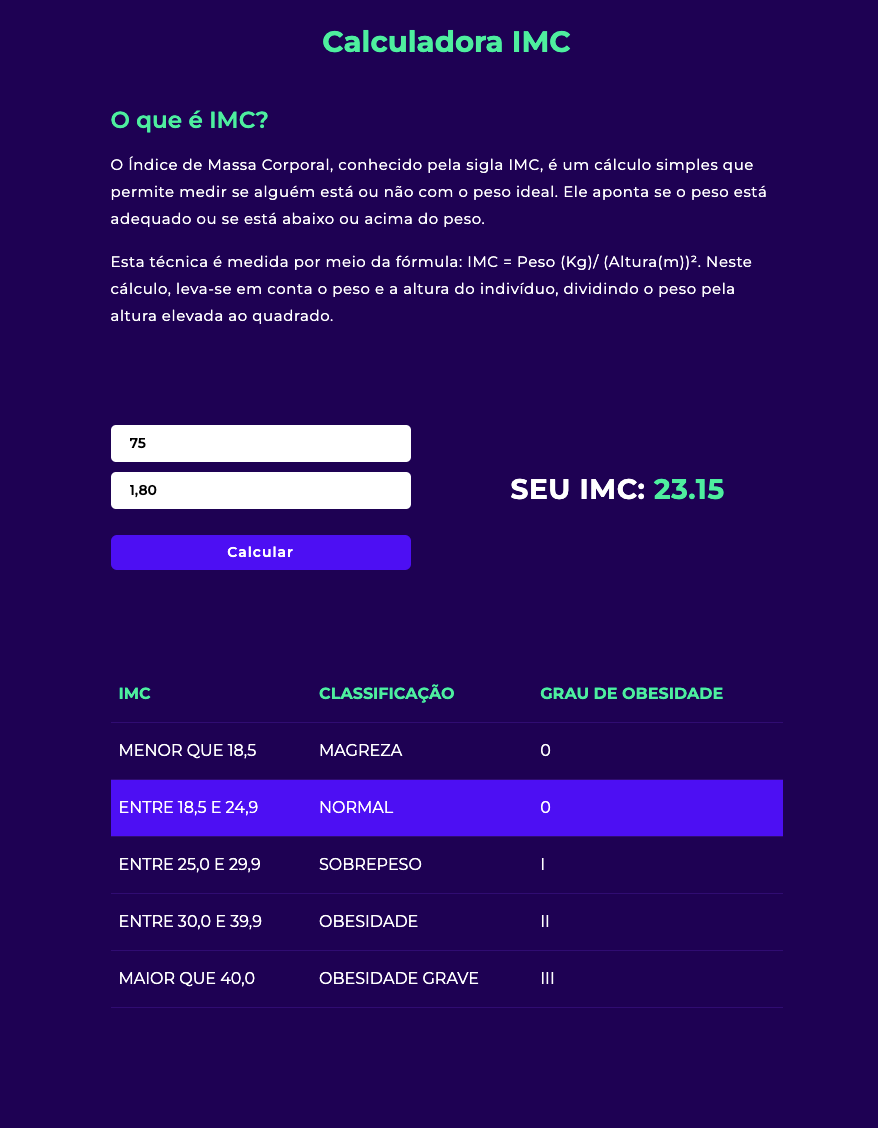 Calculadora IMC
O que é IMC?
O Índice de Massa Corporal, conhecido pela sigla IMC, é um cálculo simples que
permite medir se alguém está ou não com o peso ideal. Ele aponta se o peso está
adequado ou se está abaixo ou acima do peso.
Esta técnica é medida por meio da fórmula: IMC = Peso (Kg)/ (Altura(m))². Neste
cálculo, leva-se em conta o peso e a altura do indivíduo, dividindo o peso pela
altura elevada ao quadrado.
75
1,80
Calcular
SEU IMC: 23.15
IMC CLASSIFICAÇÃO GRAU DE OBESIDADE
MENOR QUE 18,5 MAGREZA 0
ENTRE 18,5 E 24,9 NORMAL 0
ENTRE 25,0 E 29,9 SOBREPESO I
ENTRE 30,0 E 39,9 OBESIDADE II
MAIOR QUE 40,0 OBESIDADE GRAVE III